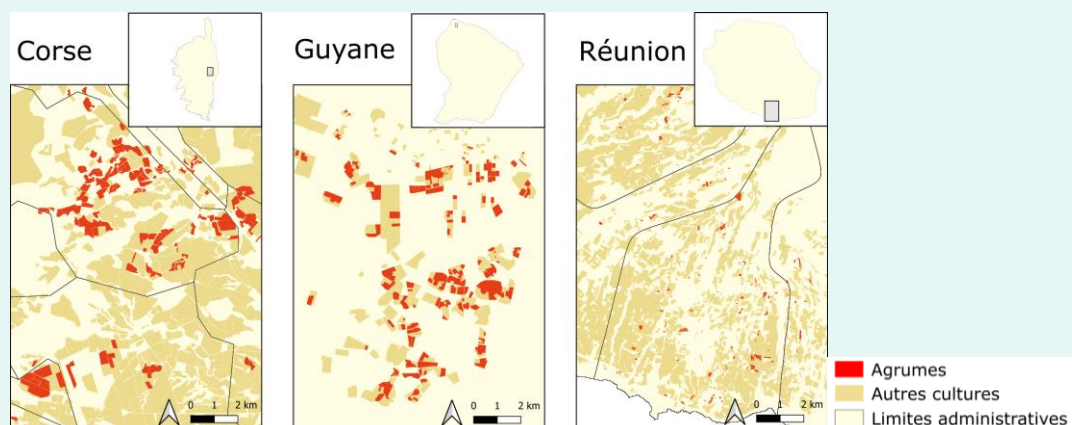 Corse
Guyane
Réunion
0 1 2 km
0 1 2 km
0 1 2 km
Agrumes
Autres cultures
Limites administratives